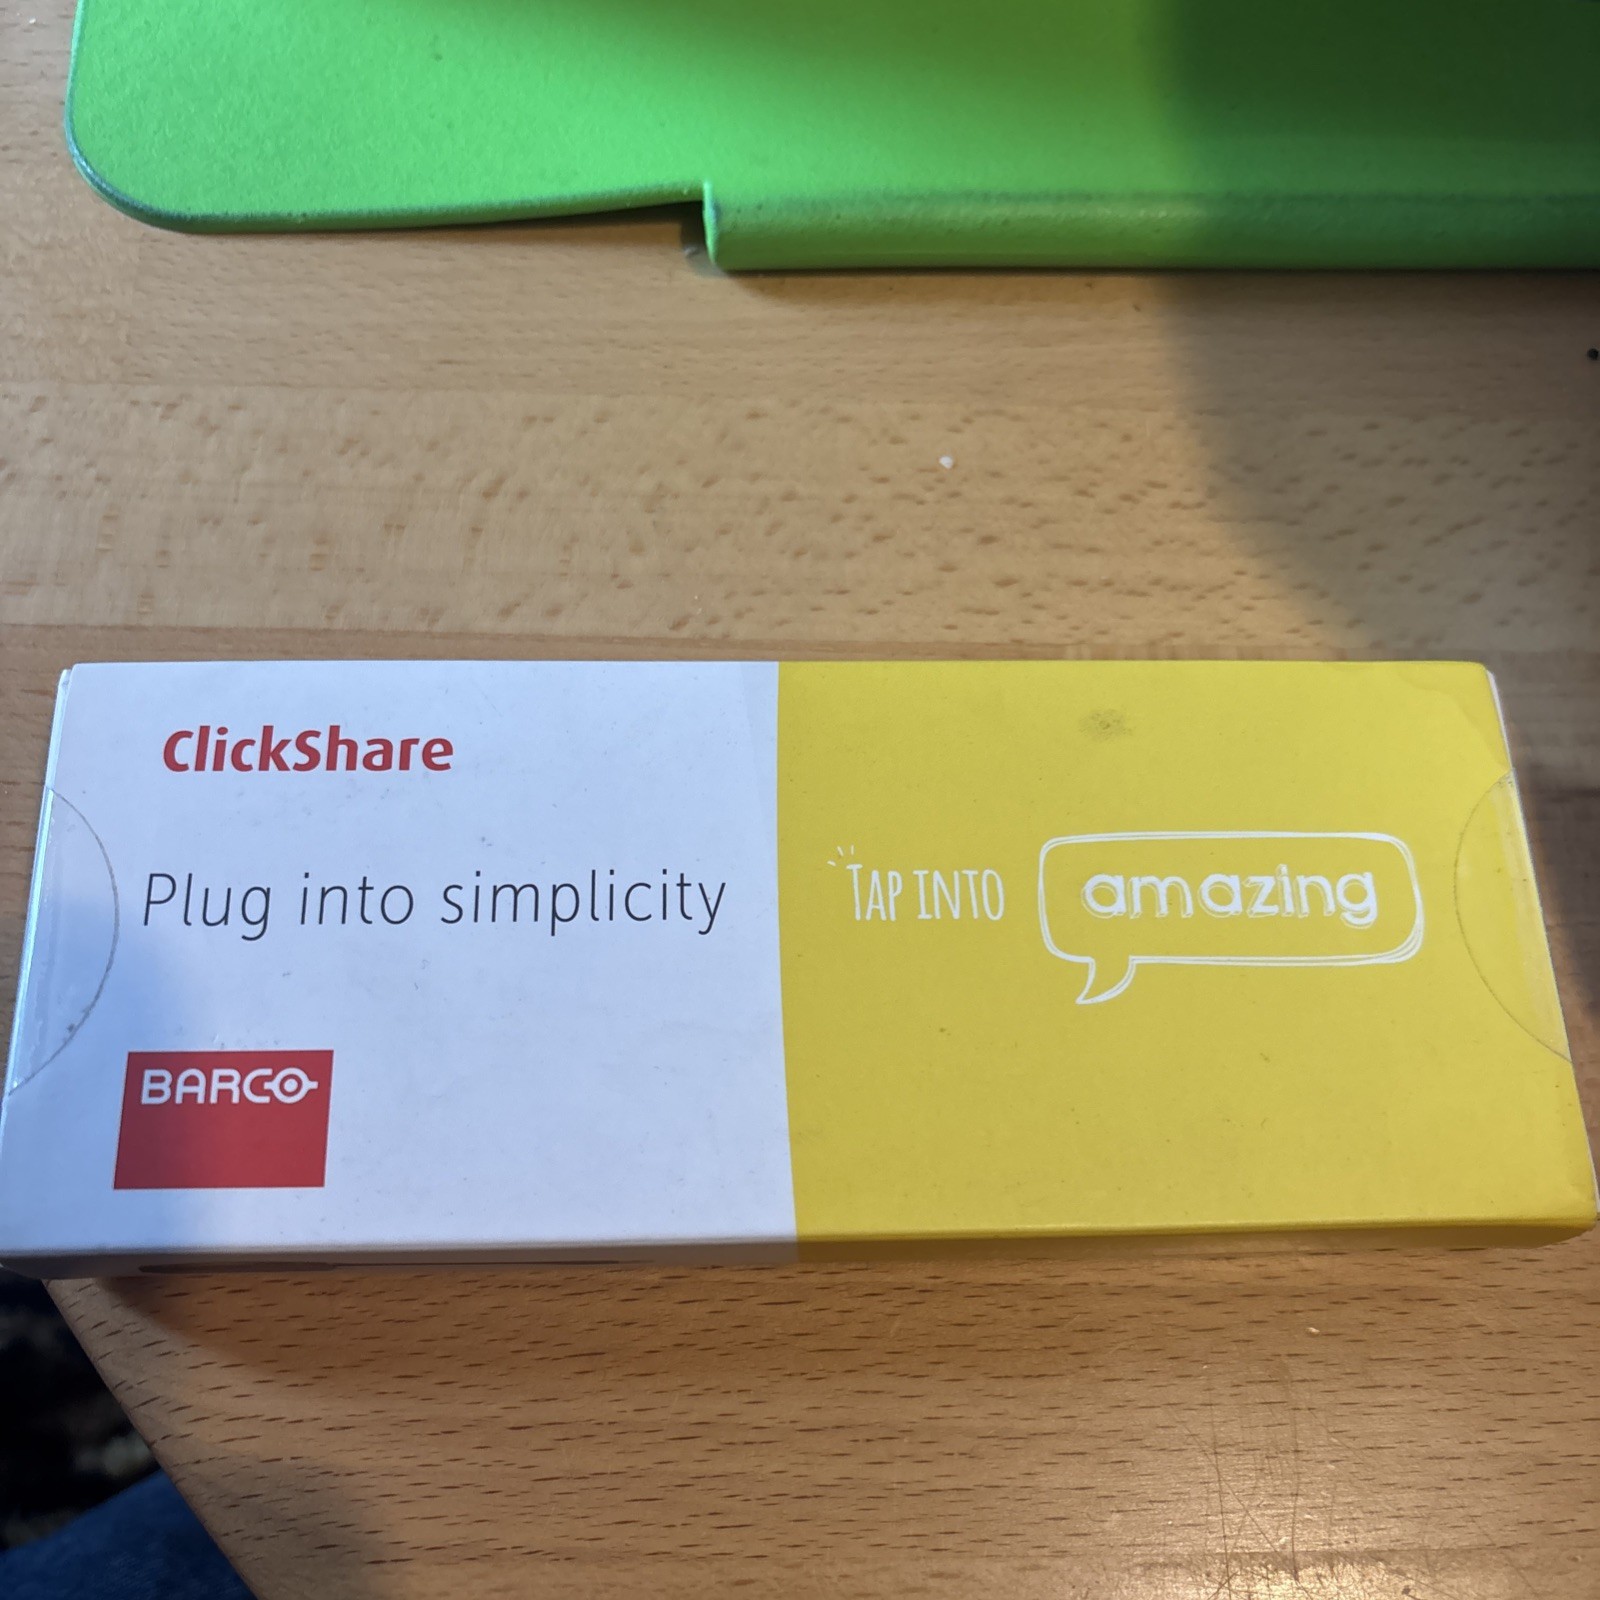 ClickShare
Plug into simplicity
BARCO
TAP INTO
amazing